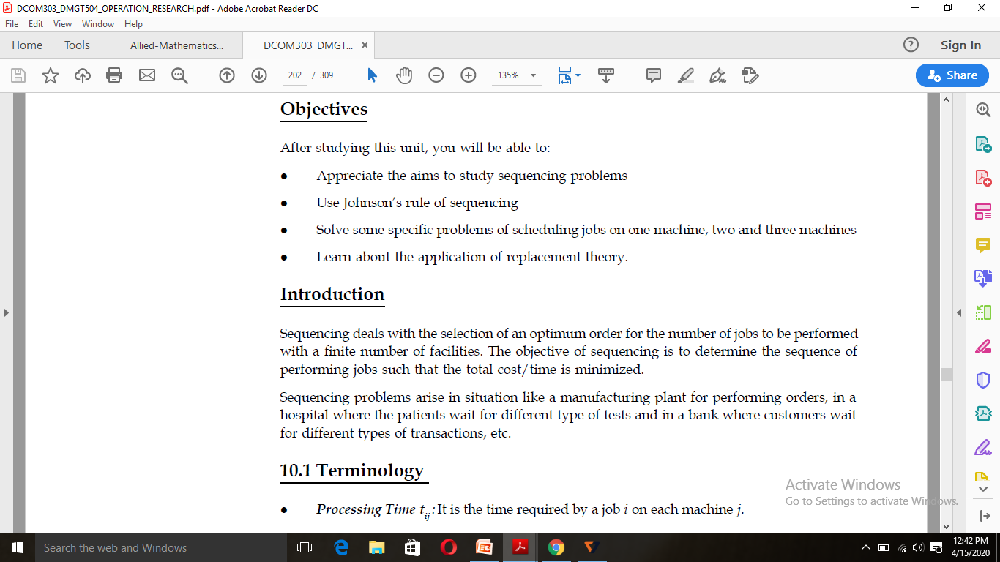 DCOM303_DMGT504_OPERATION_RESEARCH.pdf - Adobe Acrobat Reader DC
File Edit View Window Help
Home Tools Allied-Mathematics... DCOM303_DMGT... × Sign In
202 / 309 135% Share
Objectives
After studying this unit, you will be able to:
● Appreciate the aims to study sequencing problems
● Use Johnson’s rule of sequencing
● Solve some specific problems of scheduling jobs on one machine, two and three machines
● Learn about the application of replacement theory.
Introduction
Sequencing deals with the selection of an optimum order for the number of jobs to be performed
with a finite number of facilities. The objective of sequencing is to determine the sequence of
performing jobs such that the total cost/time is minimized.
Sequencing problems arise in situation like a manufacturing plant for performing orders, in a
hospital where the patients wait for different type of tests and in a bank where customers wait
for different types of transactions, etc.
10.1 Terminology
● Processing Time tij: It is the time required by a job i on each machine j.
Activate Windows
Go to Settings to activate Windows.
Search the web and Windows
12:42 PM
4/15/2020